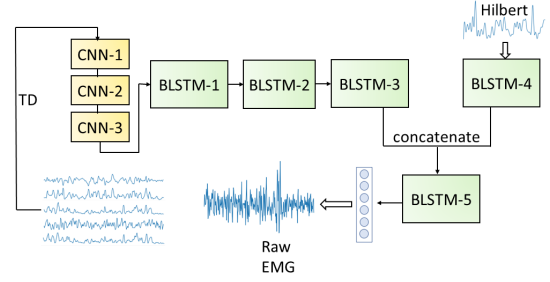 Hilbert
CNN-1
CNN-2
CNN-3
TD
BLSTM-1
BLSTM-2
BLSTM-3
BLSTM-4
concatenate
BLSTM-5
Raw
EMG